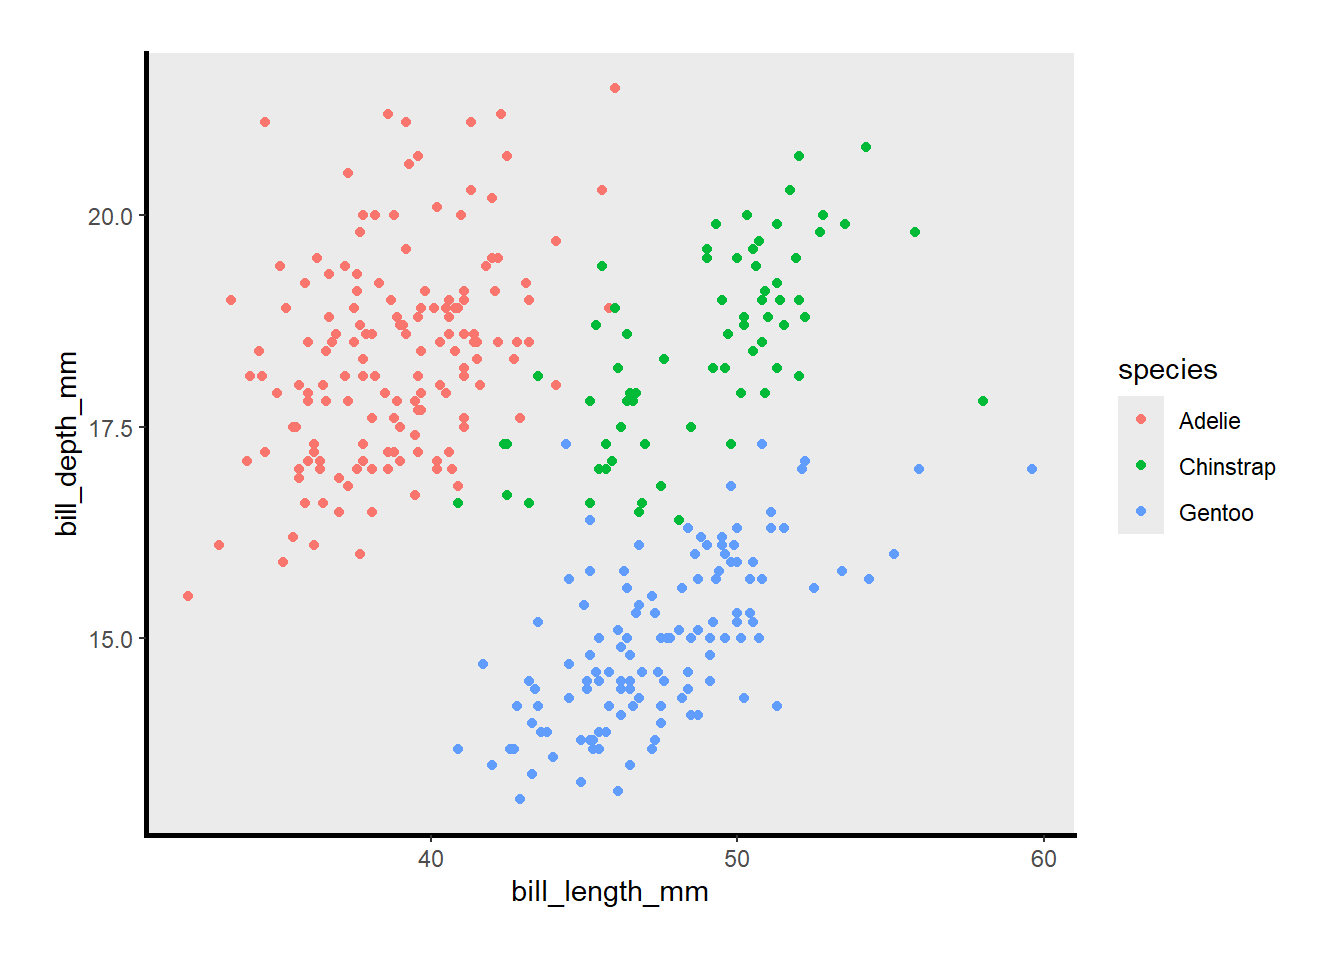 bill_depth_mm
20.0
17.5
15.0
40 50 60
bill_length_mm
species
Adelie
Chinstrap
Gentoo